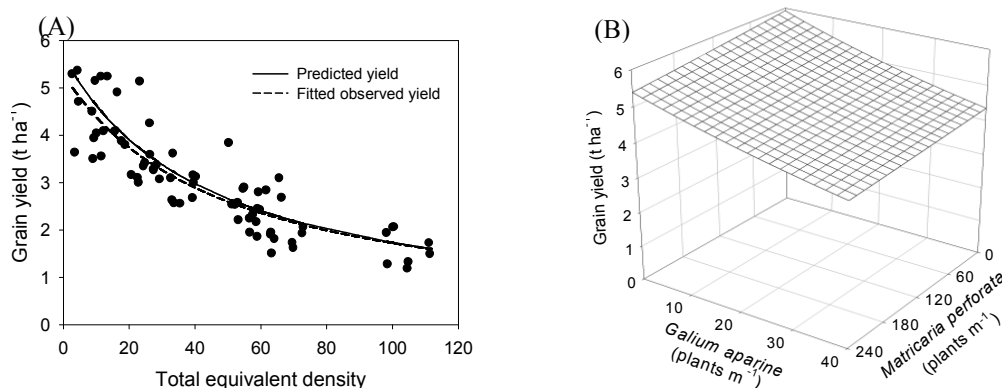 (A)
6
5
4
3
2
1
0
Grain yield (t ha⁻¹)
Predicted yield
Fitted observed yield
0 20 40 60 80 100 120
Total equivalent density
(B)
6
5
4
3
2
1
0
Grain yield (t ha⁻¹)
10
20
30
40
Galium aparine
(plants m⁻¹)
0
60
120
180
240
Matricaria perforata
(plants m⁻¹)